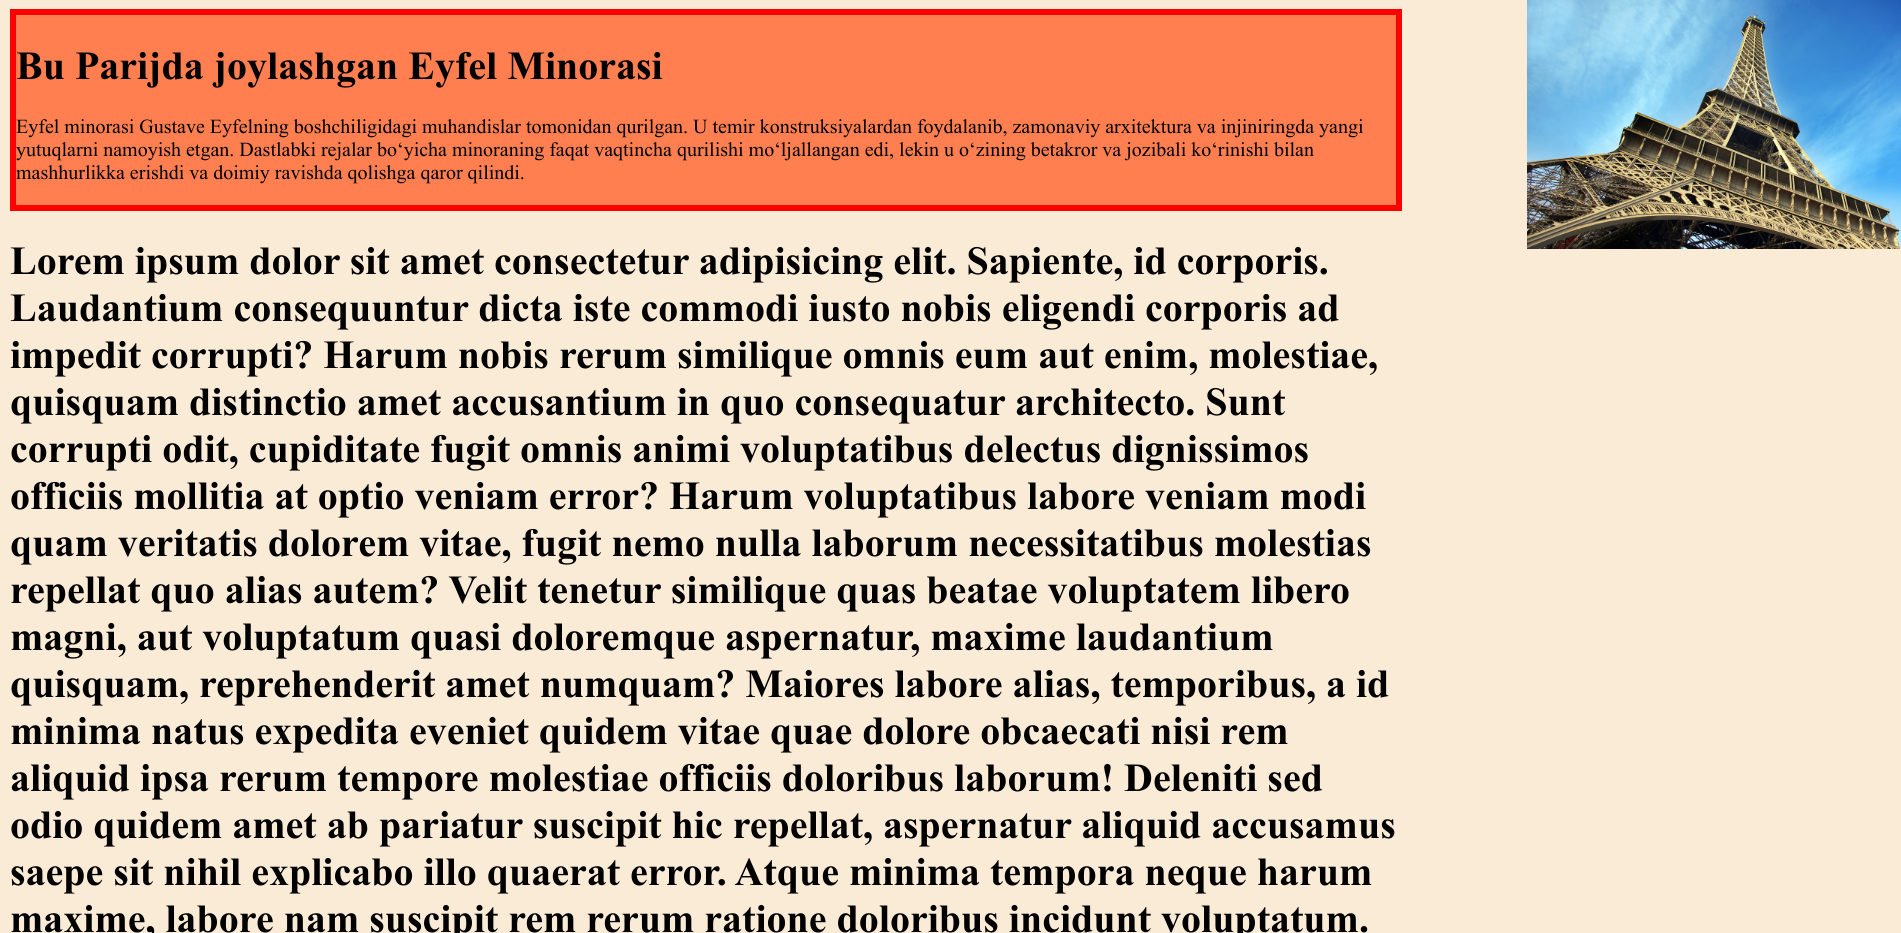 Bu Parijda joylashgan Eyfel Minorasi
Eyfel minorasi Gustave Eyfelning boshchiligidagi muhandislar tomonidan qurilgan. U temir konstruksiyalardan foydalanib, zamonaviy arxitektura va injiniringda yangi
yutuqlarni namoyish etgan. Dastlabki rejalar bo‘yicha minoraning faqat vaqtincha qurilishi mo‘ljallangan edi, lekin u o‘zining betakror va jozibali ko‘rinishi bilan
mashhurlikka erishdi va doimiy ravishda qolishga qaror qilindi.
Lorem ipsum dolor sit amet consectetur adipisicing elit. Sapiente, id corporis.
Laudantium consequuntur dicta iste commodi iusto nobis eligendi corporis ad
impedit corrupti? Harum nobis rerum similique omnis eum aut enim, molestiae,
quisquam distinctio amet accusantium in quo consequatur architecto. Sunt
corrupti odit, cupiditate fugit omnis animi voluptatibus delectus dignissimos
officiis mollitia at optio veniam error? Harum voluptatibus labore veniam modi
quam veritatis dolorem vitae, fugit nemo nulla laborum necessitatibus molestias
repellat quo alias autem? Velit tenetur similique quas beatae voluptatem libero
magni, aut voluptatum quasi doloremque aspernatur, maxime laudantium
quisquam, reprehenderit amet numquam? Maiores labore alias, temporibus, a id
minima natus expedita eveniet quidem vitae quae dolore obcaecati nisi rem
aliquid ipsa rerum tempore molestiae officiis doloribus laborum! Deleniti sed
odio quidem amet ab pariatur suscipit hic repellat, aspernatur aliquid accusamus
saepe sit nihil explicabo illo quaerat error. Atque minima tempora neque harum
maxime, labore nam suscipit rem rerum ratione doloribus incidunt voluptatum.